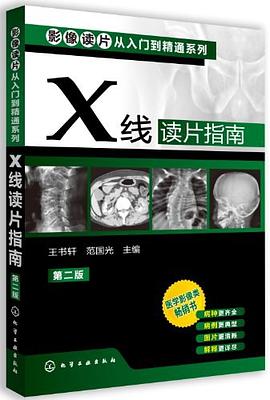 影像读片从入门到精通系列
X线读片指南
王书轩 范国光 主编
第二版
医学影像类
畅销书
病种更齐全
病例更典型
图片更清晰
解释更详尽
化学工业出版社
影像读片从入门到精通系列
X线读片指南
第二版
化学工业出版社